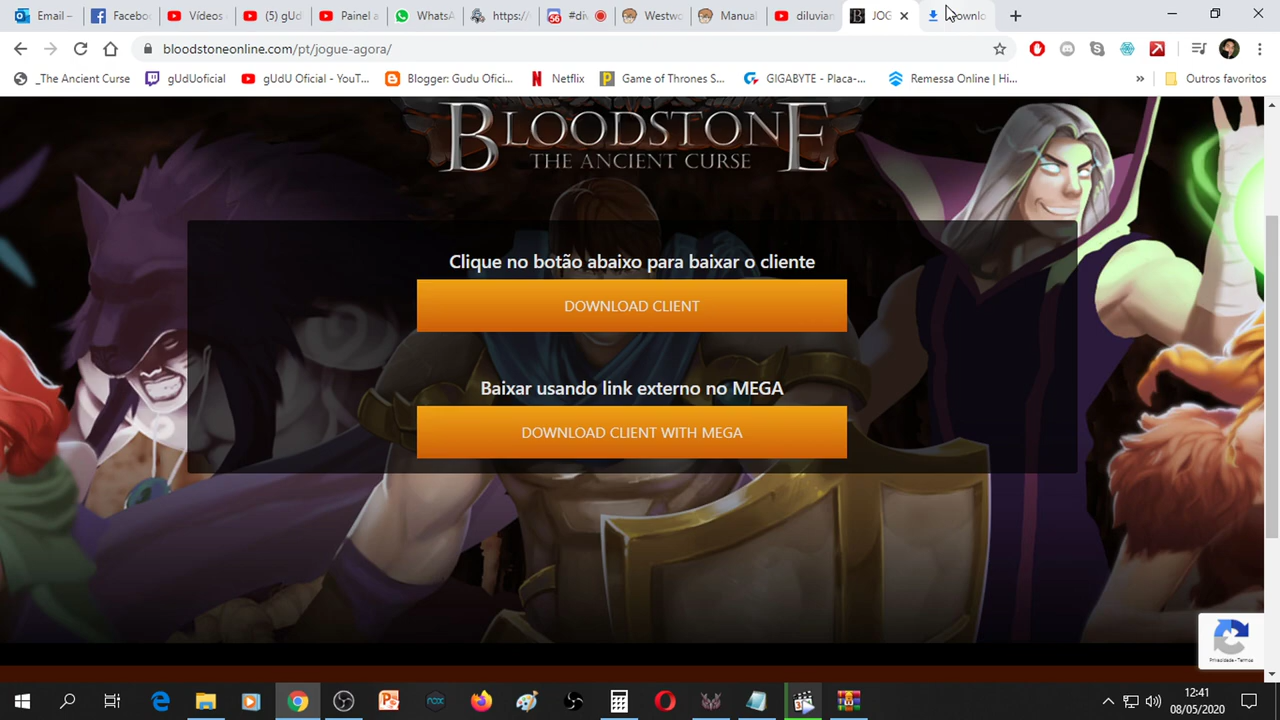 Email –
Facebo
Vídeos
(5) gUd
Painel a
WhatsA
https:/
#div
Westwo
Manual
diluvian
JOG
Downlo
bloodstoneonline.com/pt/jogue-agora/
_The Ancient Curse
gUdUoficial
gUdU Oficial - YouT...
Blogger: Gudu Ofici...
Netflix
Game of Thrones S...
GIGABYTE - Placa-...
Remessa Online | Hi...
»
Outros favoritos
BLOODSTONE
THE ANCIENT CURSE
Clique no botão abaixo para baixar o cliente
DOWNLOAD CLIENT
Baixar usando link externo no MEGA
DOWNLOAD CLIENT WITH MEGA
Privacidade - Termos
12:41
08/05/2020